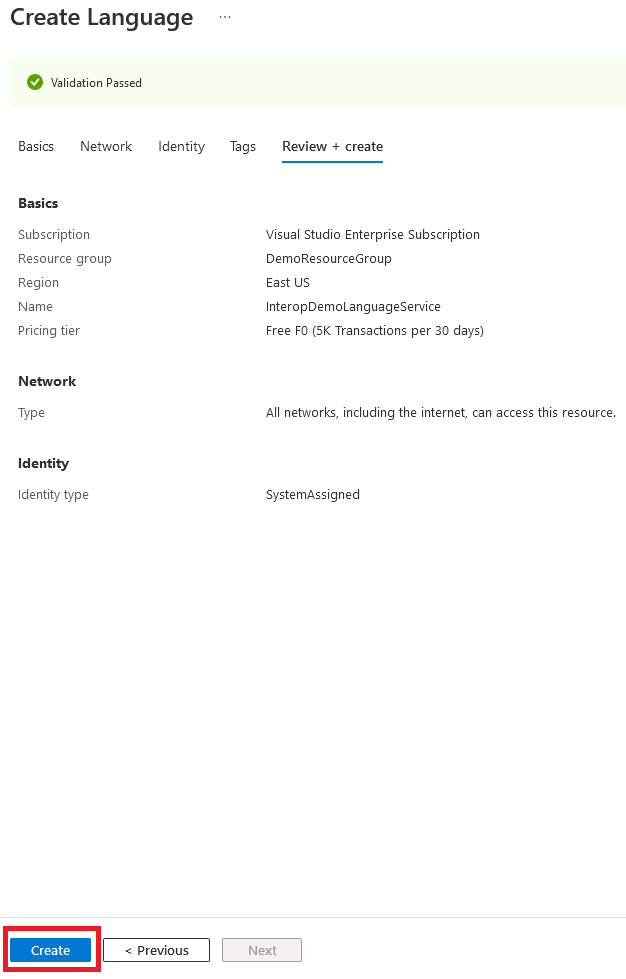 Create Language ...
Validation Passed
Basics Network Identity Tags Review + create
Basics
Subscription Visual Studio Enterprise Subscription
Resource group DemoResourceGroup
Region East US
Name InteropDemoLanguageService
Pricing tier Free F0 (5K Transactions per 30 days)
Network
Type All networks, including the internet, can access this resource.
Identity
Identity type SystemAssigned
Create < Previous Next